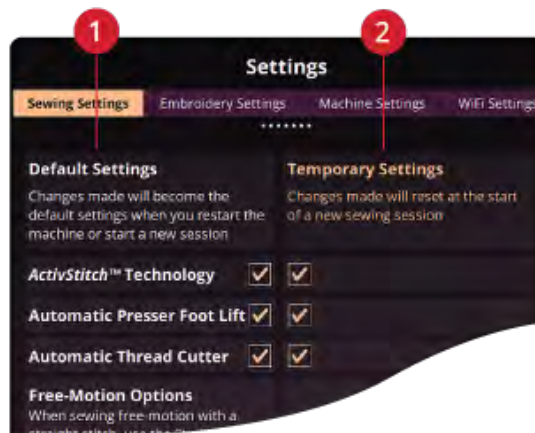 1 2
Settings
Sewing Settings Embroidery Settings Machine Settings WiFi Settings
Default Settings Temporary Settings
Changes made will become the
default settings when you restart the
machine or start a new session
Changes made will reset at the start
of a new sewing session
ActivStitch™ Technology
Automatic Presser Foot Lift
Automatic Thread Cutter
Free-Motion Options
When sewing free-motion with a